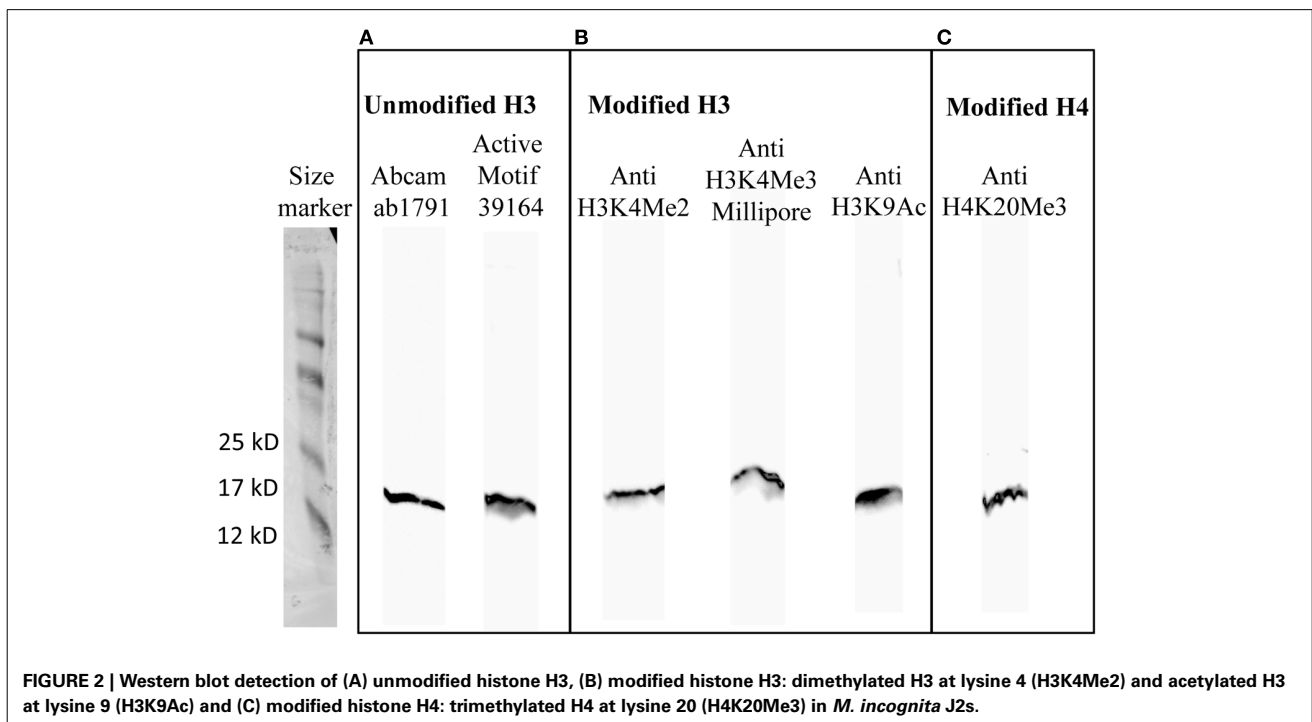 A
B
C
Unmodified H3
Modified H3
Modified H4
Size
marker
Abcam
ab1791
Active
Motif
39164
Anti
H3K4Me2
Anti
H3K4Me3
Millipore
Anti
H3K9Ac
Anti
H4K20Me3
25 kD
17 kD
12 kD
FIGURE 2 | Western blot detection of (A) unmodified histone H3, (B) modified histone H3: dimethylated H3 at lysine 4 (H3K4Me2) and acetylated H3
at lysine 9 (H3K9Ac) and (C) modified histone H4: trimethylated H4 at lysine 20 (H4K20Me3) in M. incognita J2s.